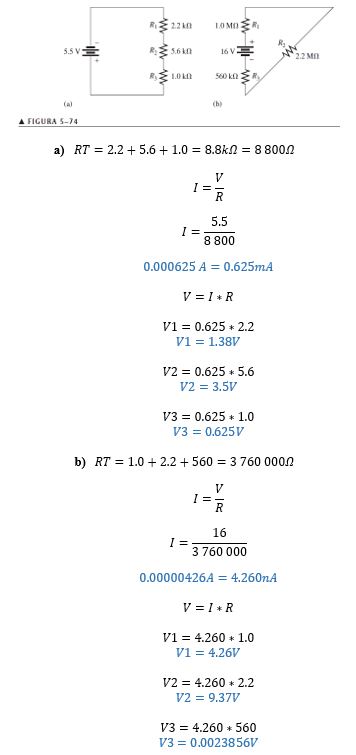 R1 2.2 kΩ 1.0 MΩ R1
5.5 V R2 5.6 kΩ 16 V R2 2.2 MΩ
R3 1.0 kΩ 560 kΩ R3
(a) (b)
▲ FIGURA 5–74
a) RT = 2.2 + 5.6 + 1.0 = 8.8kΩ = 8 800Ω
I = V/R
I = 5.5/8 800
0.000625 A = 0.625mA
V = I ∗ R
V1 = 0.625 ∗ 2.2
V1 = 1.38V
V2 = 0.625 ∗ 5.6
V2 = 3.5V
V3 = 0.625 ∗ 1.0
V3 = 0.625V
b) RT = 1.0 + 2.2 + 560 = 3 760 000Ω
I = V/R
I = 16/3 760 000
0.00000426A = 4.260nA
V = I ∗ R
V1 = 4.260 ∗ 1.0
V1 = 4.26V
V2 = 4.260 ∗ 2.2
V2 = 9.37V
V3 = 4.260 ∗ 560
V3 = 0.0023856V